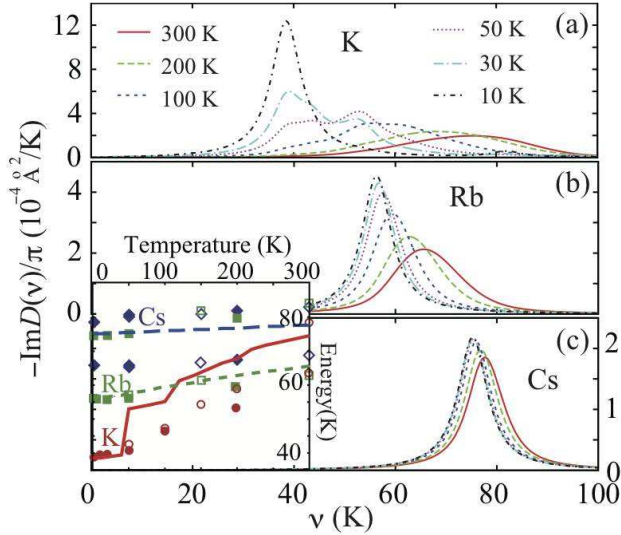 12
8
4
0
300 K
200 K
100 K
K
(a)
50 K
30 K
10 K
4
2
0
Rb
(b)
Temperature (K)
0 100 200 300
Cs
Rb
K
80
60
40
Energy(K)
(c)
Cs
2
1
0
0 20 40 60 80 100
ν (K)
−ImD(ν)/π (10⁻⁴ Å²/K)